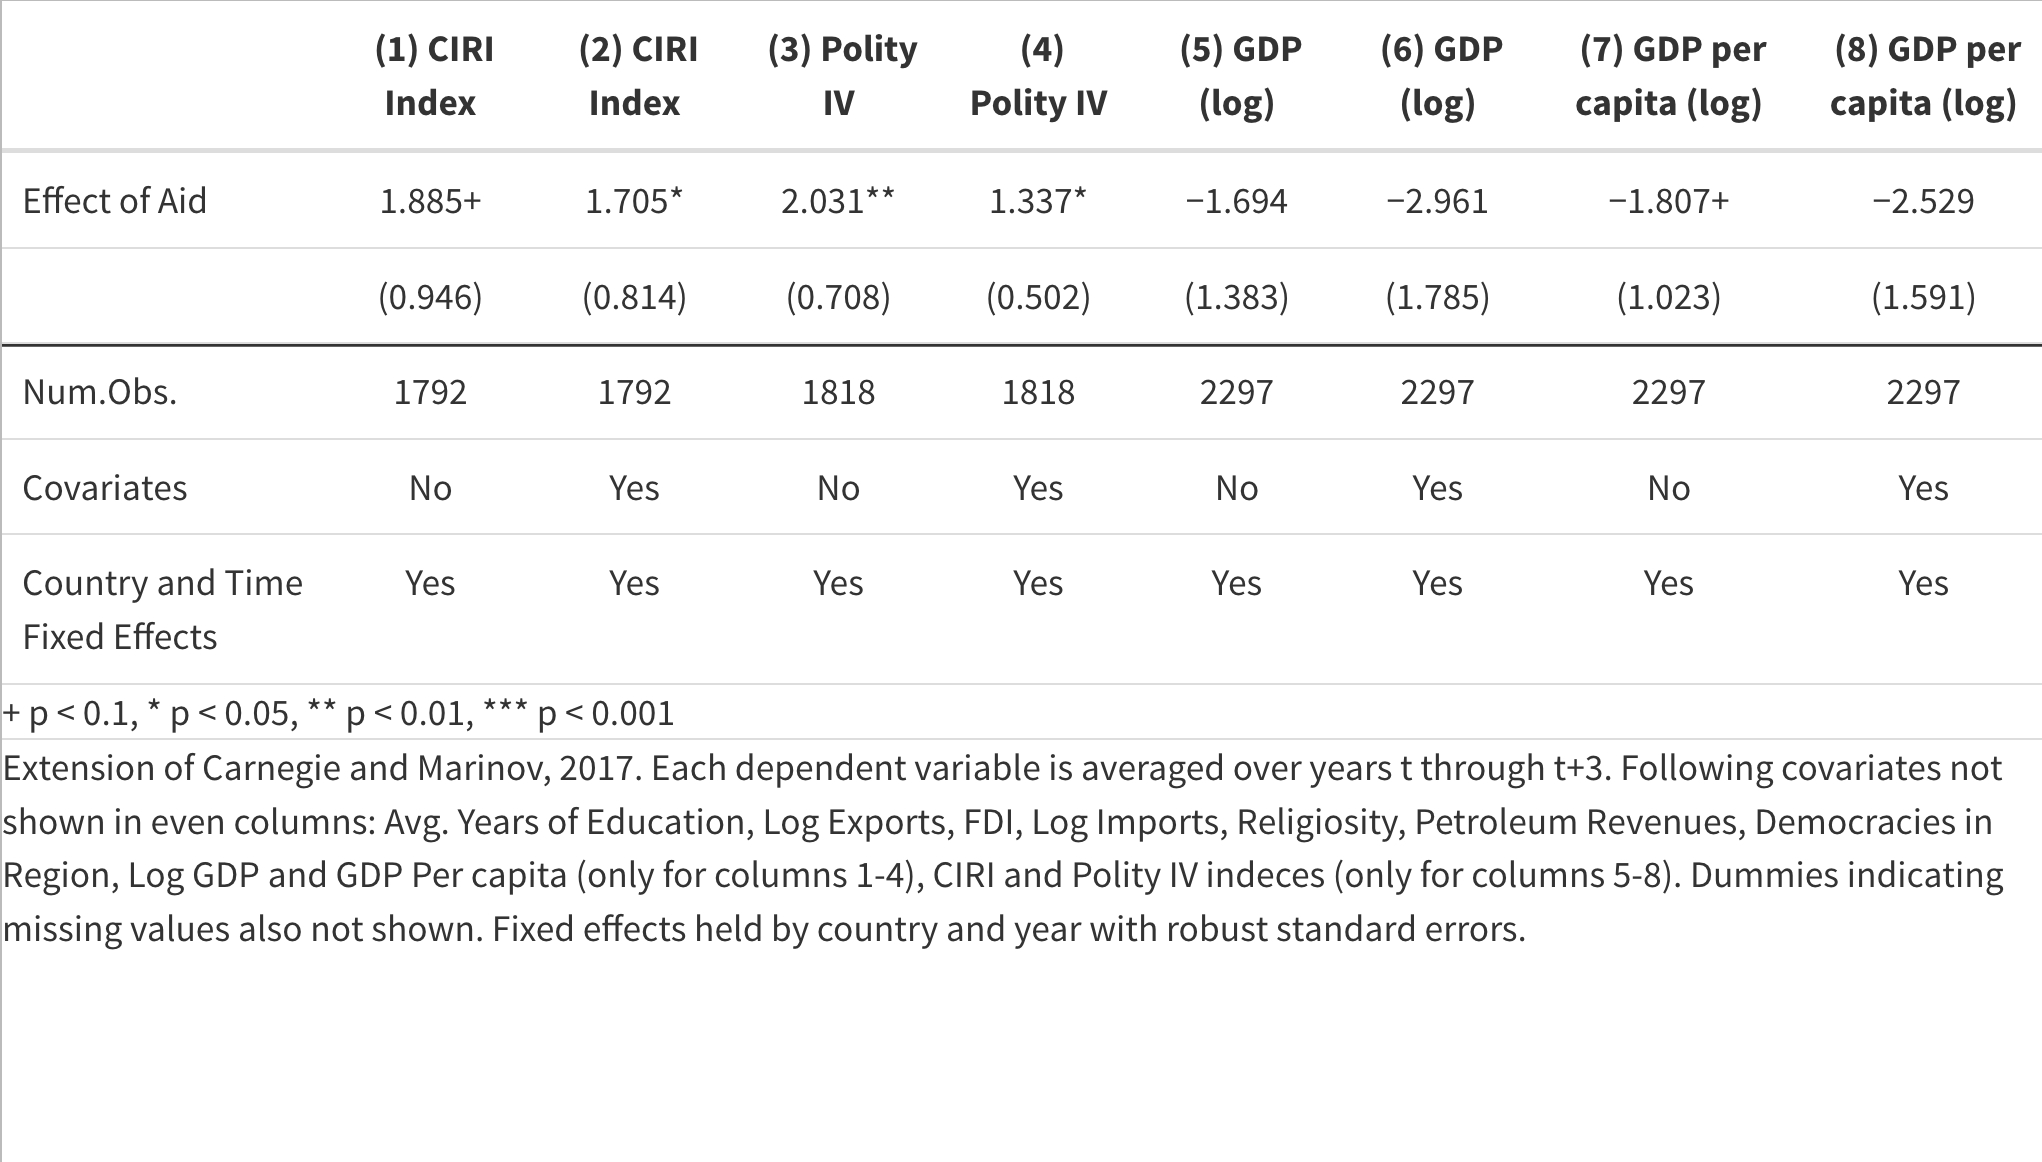 (1) CIRI Index (2) CIRI Index (3) Polity IV (4) Polity IV (5) GDP (log) (6) GDP (log) (7) GDP per capita (log) (8) GDP per capita (log)
Effect of Aid 1.885+ 1.705* 2.031** 1.337* −1.694 −2.961 −1.807+ −2.529
(0.946) (0.814) (0.708) (0.502) (1.383) (1.785) (1.023) (1.591)
Num.Obs. 1792 1792 1818 1818 2297 2297 2297 2297
Covariates No Yes No Yes No Yes No Yes
Country and Time Fixed Effects Yes Yes Yes Yes Yes Yes Yes Yes
+ p < 0.1, * p < 0.05, ** p < 0.01, *** p < 0.001
Extension of Carnegie and Marinov, 2017. Each dependent variable is averaged over years t through t+3. Following covariates not
shown in even columns: Avg. Years of Education, Log Exports, FDI, Log Imports, Religiosity, Petroleum Revenues, Democracies in
Region, Log GDP and GDP Per capita (only for columns 1-4), CIRI and Polity IV indeces (only for columns 5-8). Dummies indicating
missing values also not shown. Fixed effects held by country and year with robust standard errors.